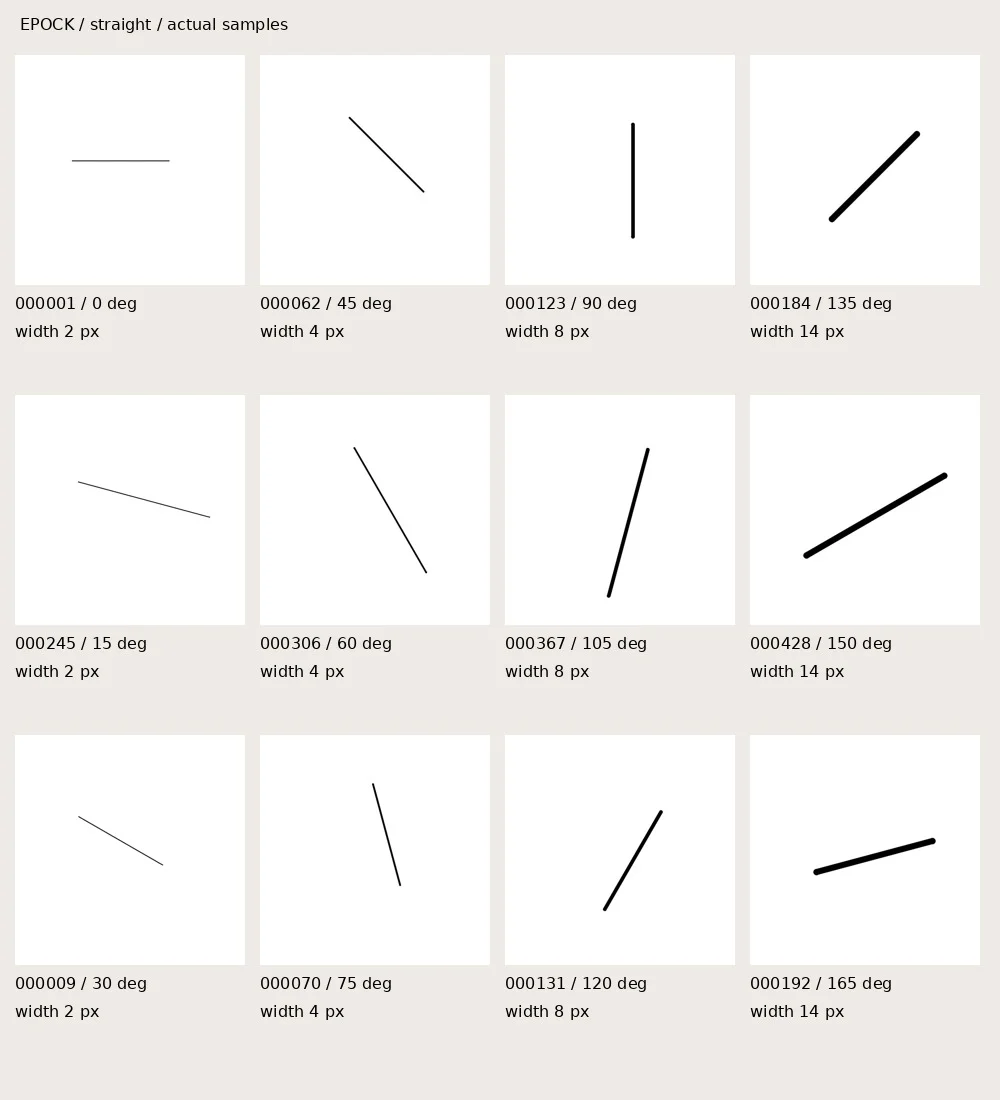 EPOCK / straight / actual samples
000001 / 0 deg
width 2 px
000062 / 45 deg
width 4 px
000123 / 90 deg
width 8 px
000184 / 135 deg
width 14 px
000245 / 15 deg
width 2 px
000306 / 60 deg
width 4 px
000367 / 105 deg
width 8 px
000428 / 150 deg
width 14 px
000009 / 30 deg
width 2 px
000070 / 75 deg
width 4 px
000131 / 120 deg
width 8 px
000192 / 165 deg
width 14 px